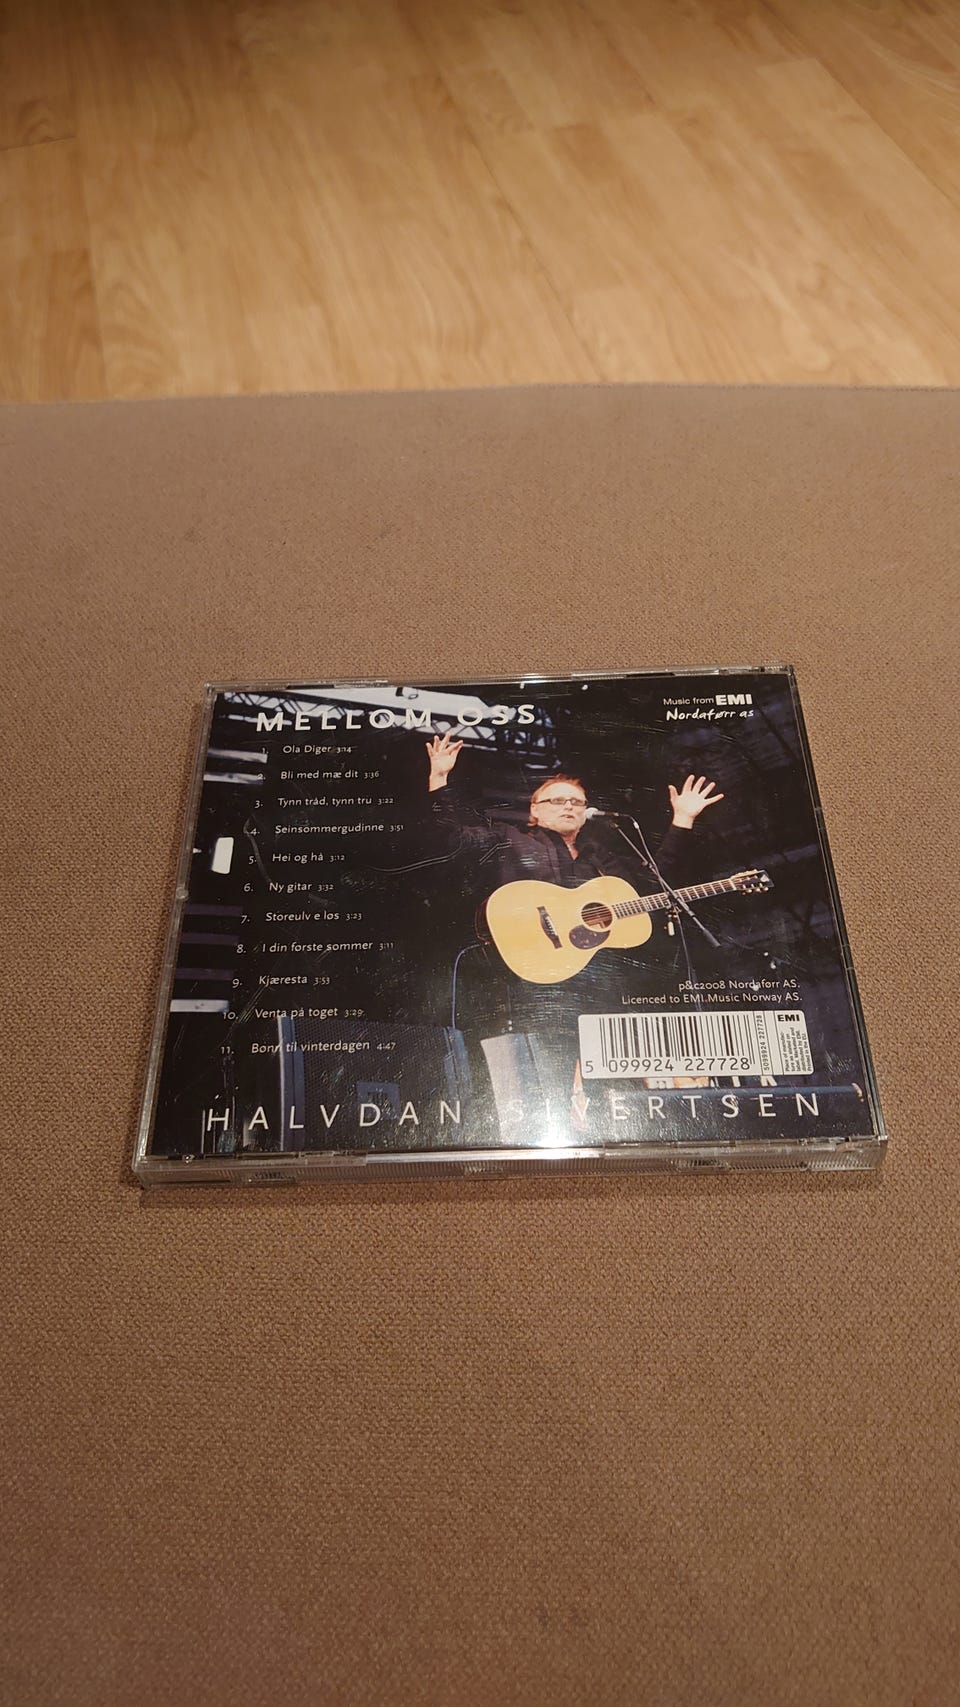 MELLOM OSS
Music from EMI
Nordaførr as
1. Ola Diger 3:14
2. Bli med mæ dit 3:36
3. Tynn tråd, tynn tru 3:22
4. Seinsommergudinne 3:51
5. Hei og hå 3:12
6. Ny gitar 3:32
7. Storeulv e løs 3:23
8. I din første sommer 3:11
9. Kjæresta 3:53
10. Venta på toget 3:29
11. Bønn til vinterdagen 4:47
p&c2008 Nordaførr AS.
Licenced to EMI Music Norway AS.
5 099924 227728
5099924 227728
EMI
HALVDAN SIVERTSEN